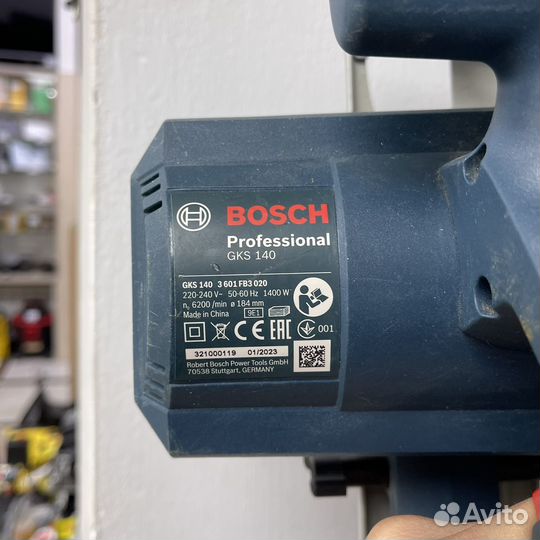 BOSCH
Professional
GKS 140
GKS 140 3 601 FB3 020
220-240 V~ 50-60 Hz 1400 W
n₀ 6200 /min ø 184 mm
Made in China
9E1
CE EAC 001
321000119 01/2023
Robert Bosch Power Tools GmbH
70538 Stuttgart, GERMANY
Avito